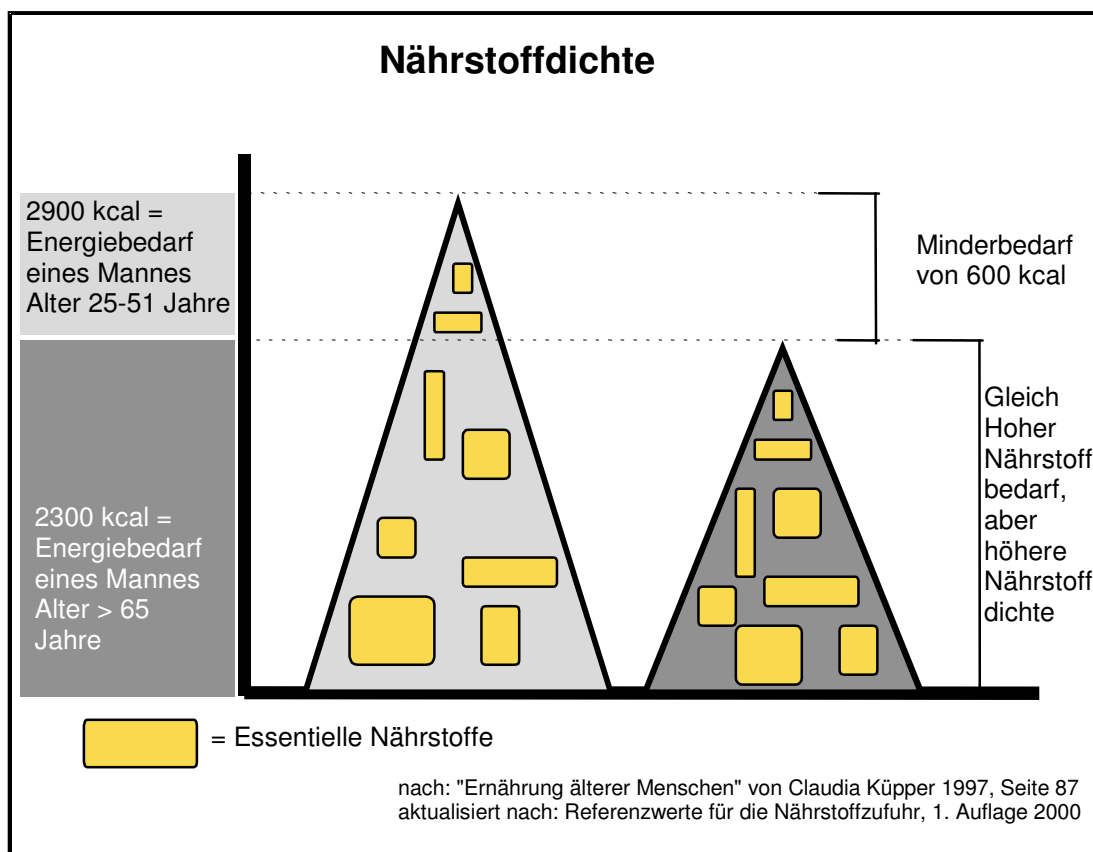 Nährstoffdichte
2900 kcal =
Energiebedarf
eines Mannes
Alter 25-51 Jahre
2300 kcal =
Energiebedarf
eines Mannes
Alter > 65
Jahre
Minderbedarf
von 600 kcal
Gleich
Hoher
Nährstoff
bedarf,
aber
höhere
Nährstoff
dichte
= Essentielle Nährstoffe
nach: "Ernährung älterer Menschen" von Claudia Küpper 1997, Seite 87
aktualisiert nach: Referenzwerte für die Nährstoffzufuhr, 1. Auflage 2000